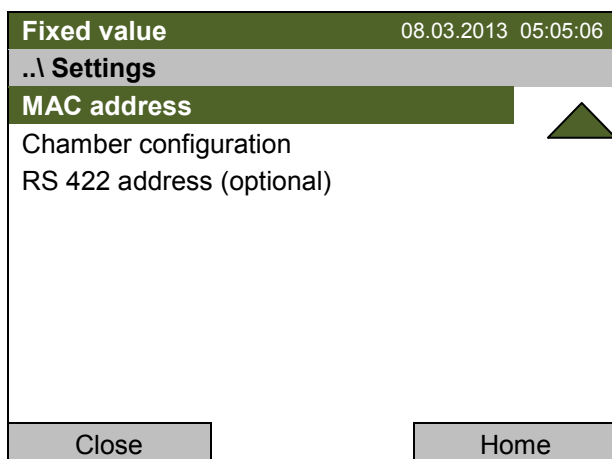 Fixed value 08.03.2013 05:05:06
..\ Settings
MAC address
Chamber configuration
RS 422 address (optional)
Close Home